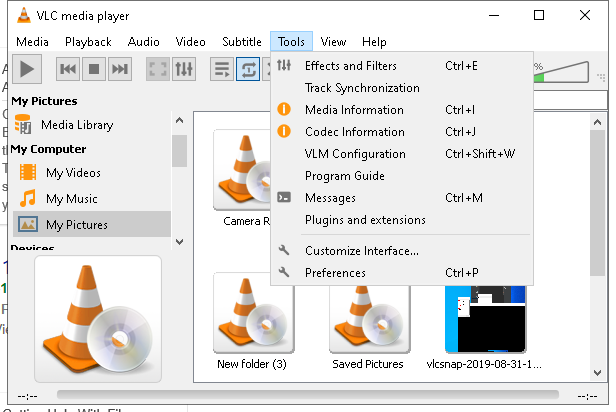 VLC media player
Media Playback Audio Video Subtitle Tools View Help
%
My Pictures
Media Library
My Computer
My Videos
My Music
My Pictures
Devices
Effects and Filters Ctrl+E
Track Synchronization
Media Information Ctrl+I
Codec Information Ctrl+J
VLM Configuration Ctrl+Shift+W
Program Guide
Messages Ctrl+M
Plugins and extensions
Customize Interface...
Preferences Ctrl+P
Camera R
New folder (3)
Saved Pictures
vlcsnap-2019-08-31-1...
--:-- --:--